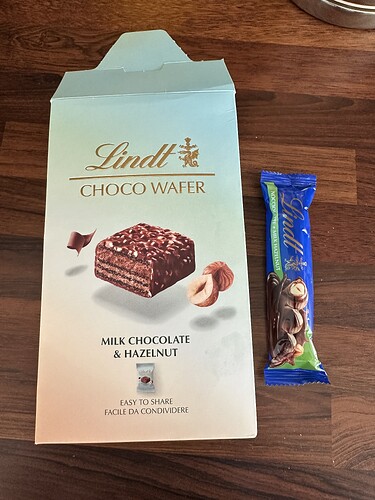 Lindt
CHOCO WAFER
MILK CHOCOLATE
& HAZELNUT
EASY TO SHARE
FACILE DA CONDIVIDERE
Lindt